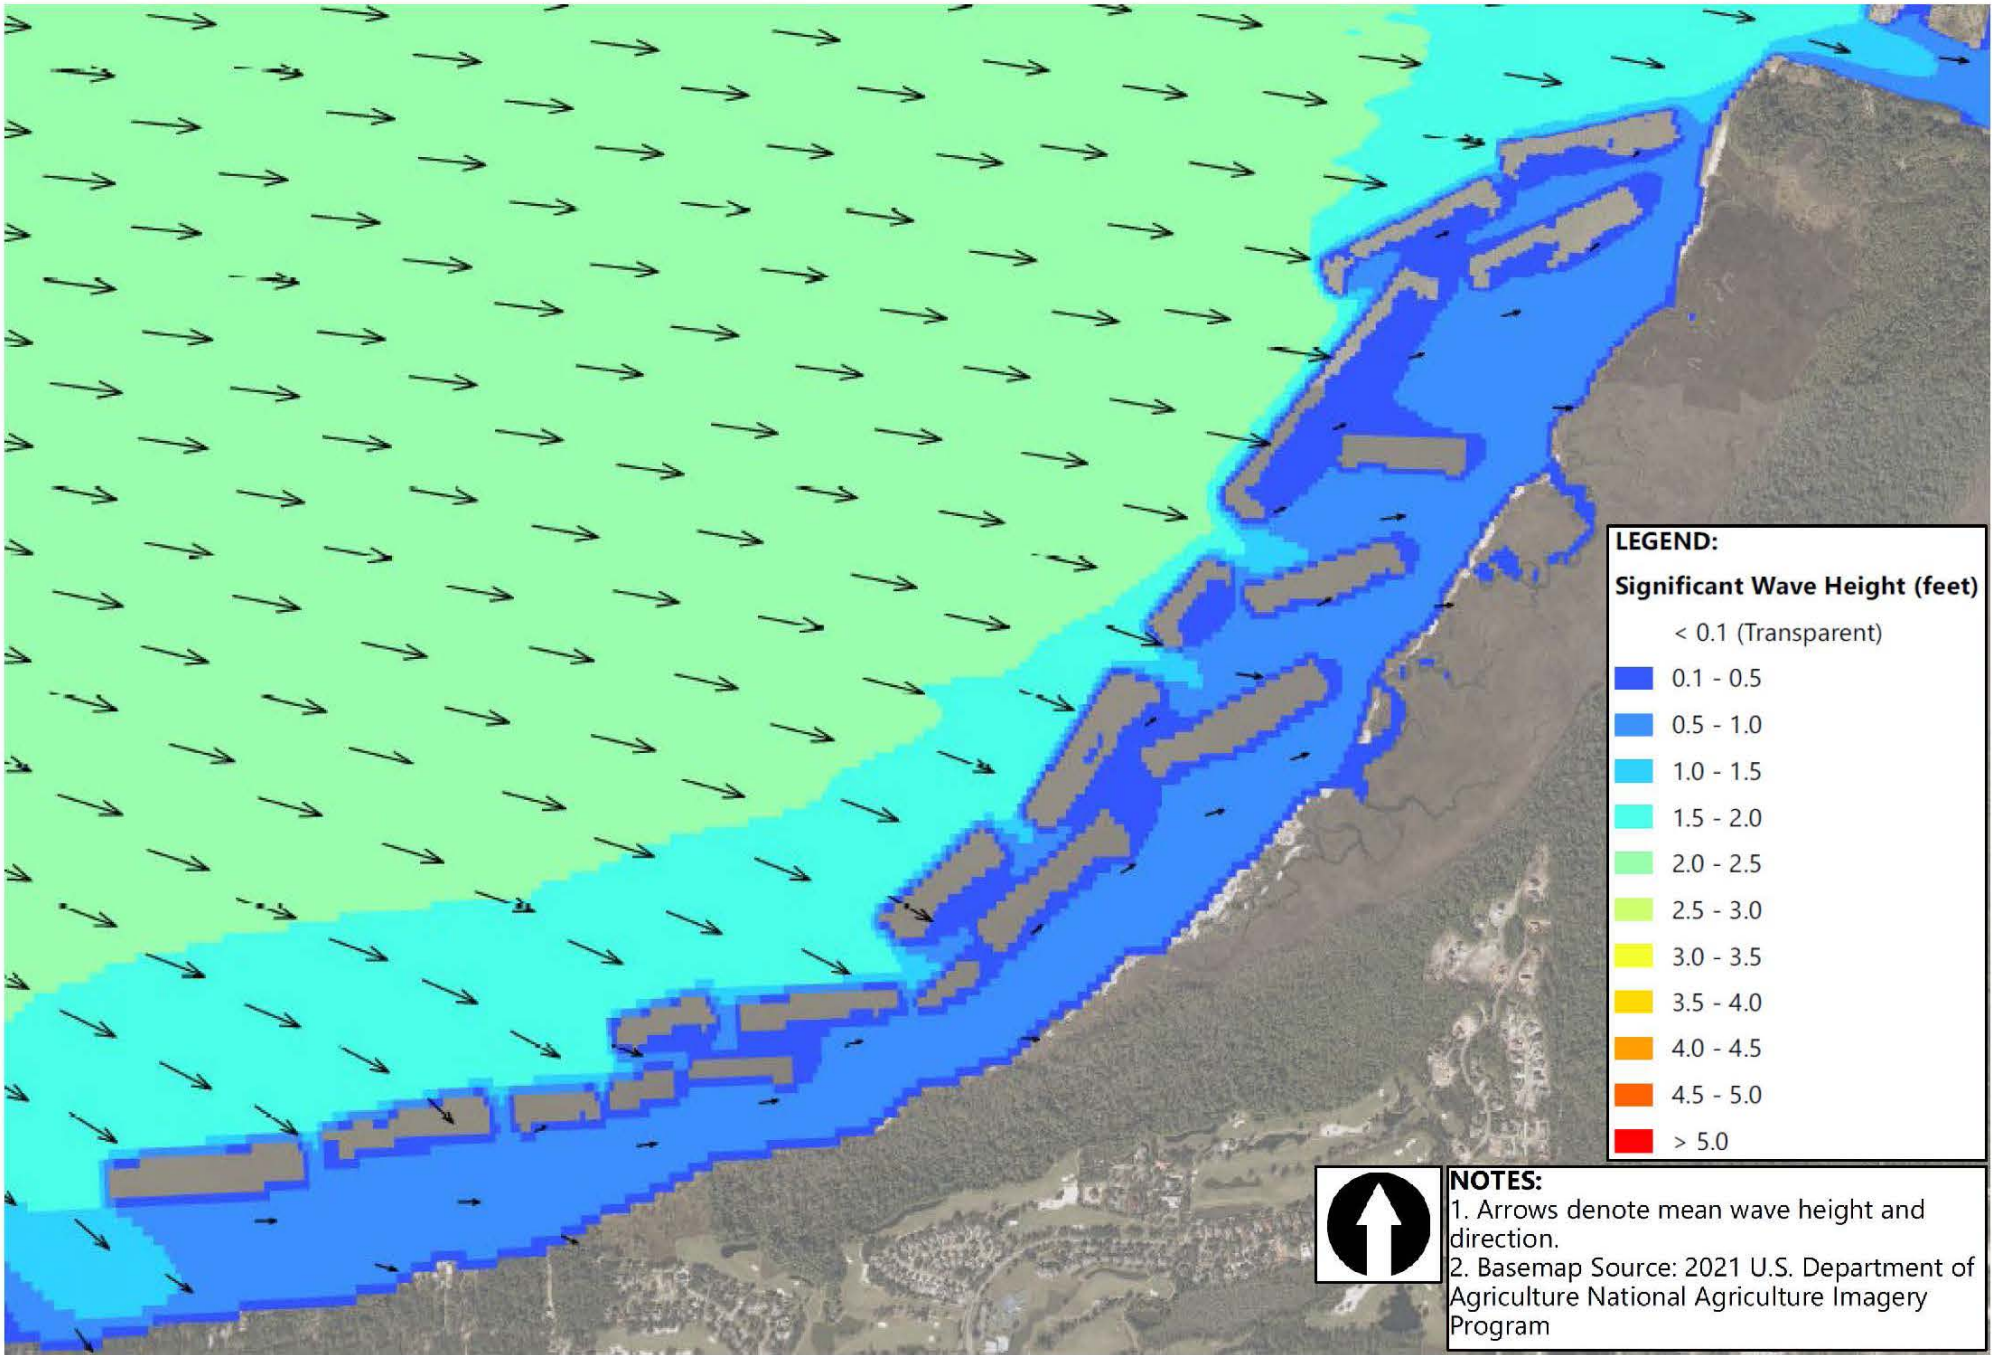 LEGEND:
Significant Wave Height (feet)
< 0.1 (Transparent)
0.1 - 0.5
0.5 - 1.0
1.0 - 1.5
1.5 - 2.0
2.0 - 2.5
2.5 - 3.0
3.0 - 3.5
3.5 - 4.0
4.0 - 4.5
4.5 - 5.0
> 5.0
NOTES:
1. Arrows denote mean wave height and
direction.
2. Basemap Source: 2021 U.S. Department of
Agriculture National Agriculture Imagery
Program